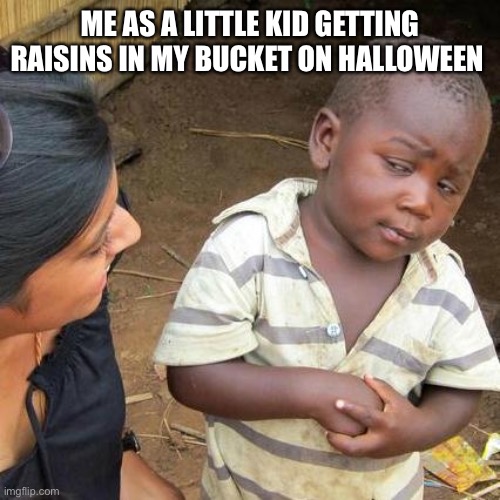 ME AS A LITTLE KID GETTING
RAISINS IN MY BUCKET ON HALLOWEEN
imgflip.com